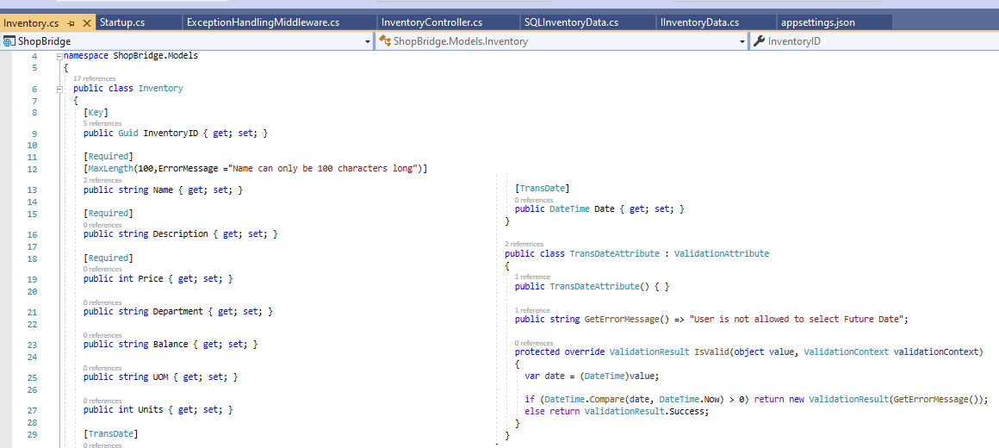 Inventory.cs
Startup.cs
ExceptionHandlingMiddleware.cs
InventoryController.cs
SQLInventoryData.cs
IInventoryData.cs
appsettings.json
ShopBridge
ShopBridge.Models.Inventory
InventoryID
4 namespace ShopBridge.Models
5 {
17 references
6 public class Inventory
7 {
8 [Key]
5 references
9 public Guid InventoryID { get; set; }
10
11 [Required]
12 [MaxLength(100,ErrorMessage ="Name can only be 100 characters long")]
2 references
13 public string Name { get; set; }
14
15 [Required]
0 references
16 public string Description { get; set; }
17
18 [Required]
0 references
19 public int Price { get; set; }
20
0 references
21 public string Department { get; set; }
22
0 references
23 public string Balance { get; set; }
24
0 references
25 public string UOM { get; set; }
26
0 references
27 public int Units { get; set; }
28
29 [TransDate]
0 references
[TransDate]
0 references
public DateTime Date { get; set; }
}
2 references
public class TransDateAttribute : ValidationAttribute
{
1 reference
public TransDateAttribute() { }
1 reference
public string GetErrorMessage() => "User is not allowed to select Future Date";
0 references
protected override ValidationResult IsValid(object value, ValidationContext validationContext)
{
var date = (DateTime)value;
if (DateTime.Compare(date, DateTime.Now) > 0) return new ValidationResult(GetErrorMessage());
else return ValidationResult.Success;
}
}